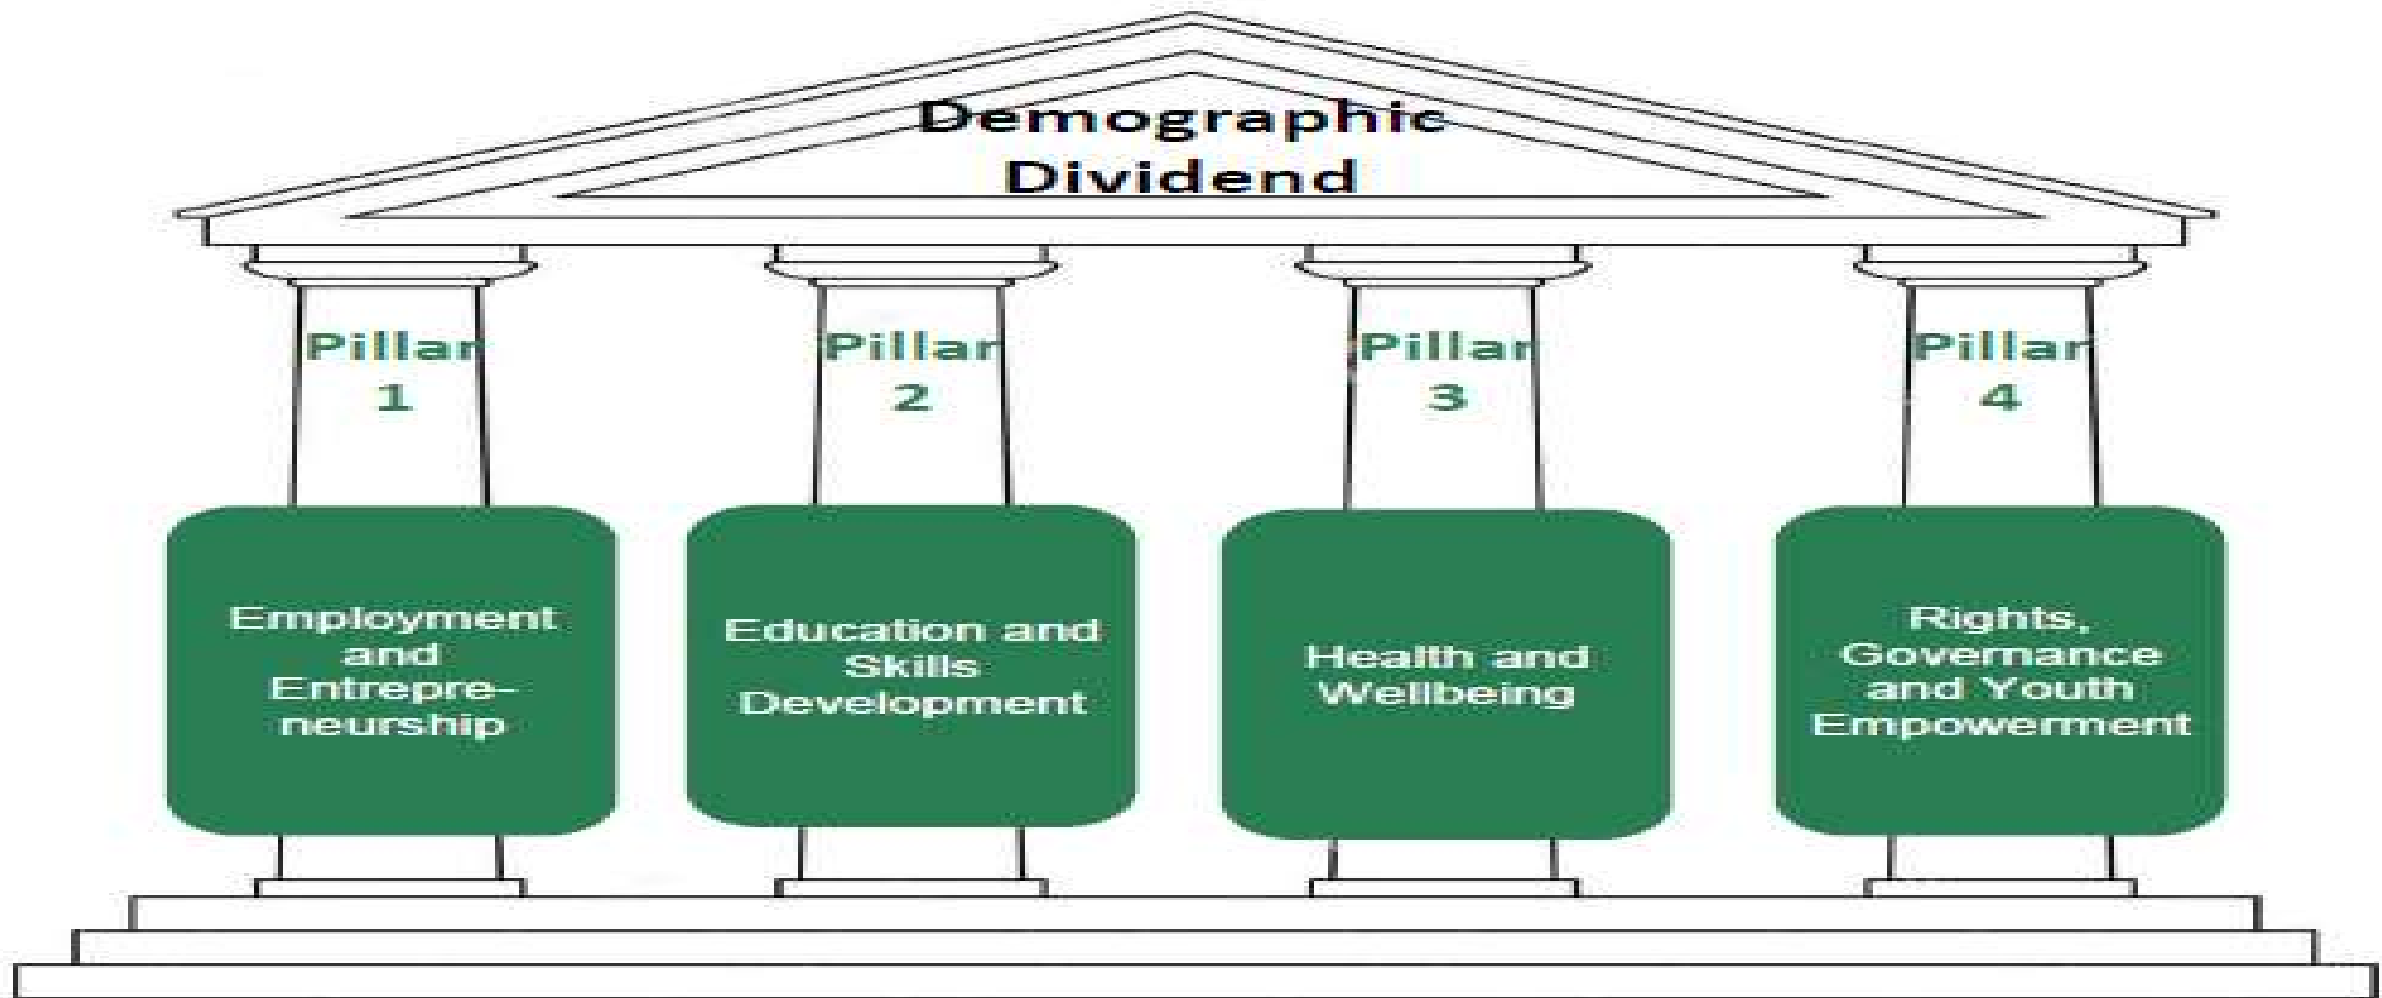 Demographic
Dividend
Pillar
1
Pillar
2
Pillar
3
Pillar
4
Employment
and
Entrepre-
neurship
Education and
Skills
Development
Health and
Wellbeing
Rights,
Governance
and Youth
Empowerment